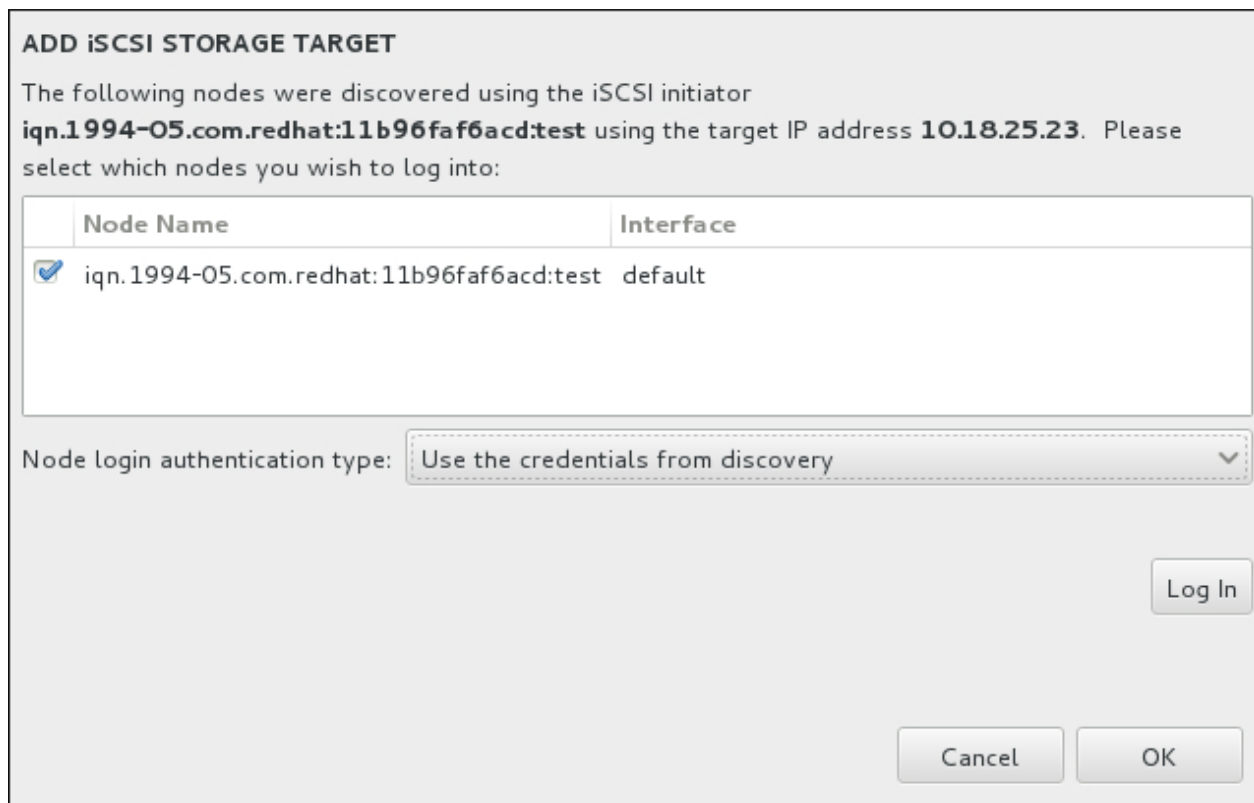 ADD iSCSI STORAGE TARGET
The following nodes were discovered using the iSCSI initiator
iqn.1994-05.com.redhat:11b96faf6acd:test using the target IP address 10.18.25.23.  Please
select which nodes you wish to log into:
Node Name Interface
iqn.1994-05.com.redhat:11b96faf6acd:test default
Node login authentication type: Use the credentials from discovery
Log In
Cancel OK